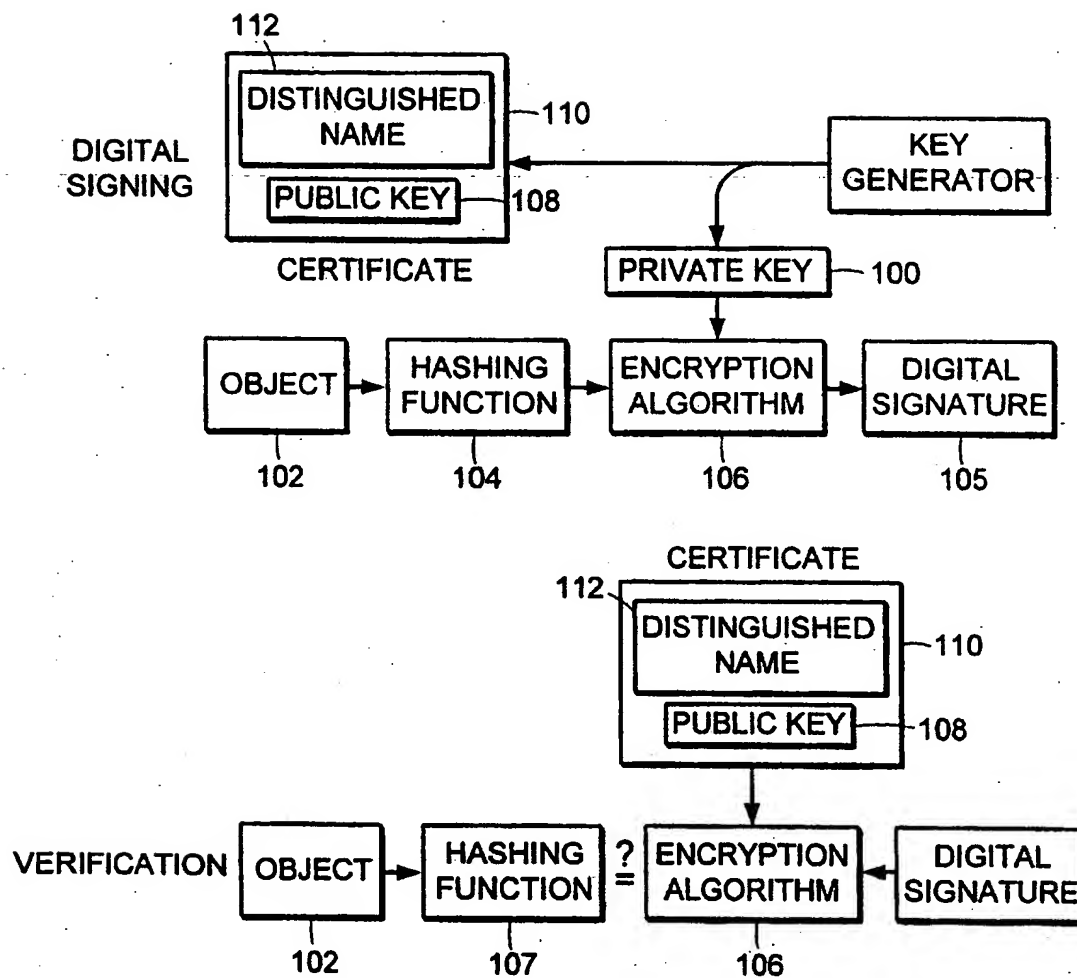 112
DISTINGUISHED
NAME
110
DIGITAL
SIGNING
KEY
GENERATOR
PUBLIC KEY
108
CERTIFICATE
PRIVATE KEY
100
OBJECT
HASHING
FUNCTION
ENCRYPTION
ALGORITHM
DIGITAL
SIGNATURE
102
104
106
105
CERTIFICATE
112
DISTINGUISHED
NAME
110
PUBLIC KEY
108
VERIFICATION
OBJECT
HASHING
FUNCTION
?
=
ENCRYPTION
ALGORITHM
DIGITAL
SIGNATURE
102
107
106